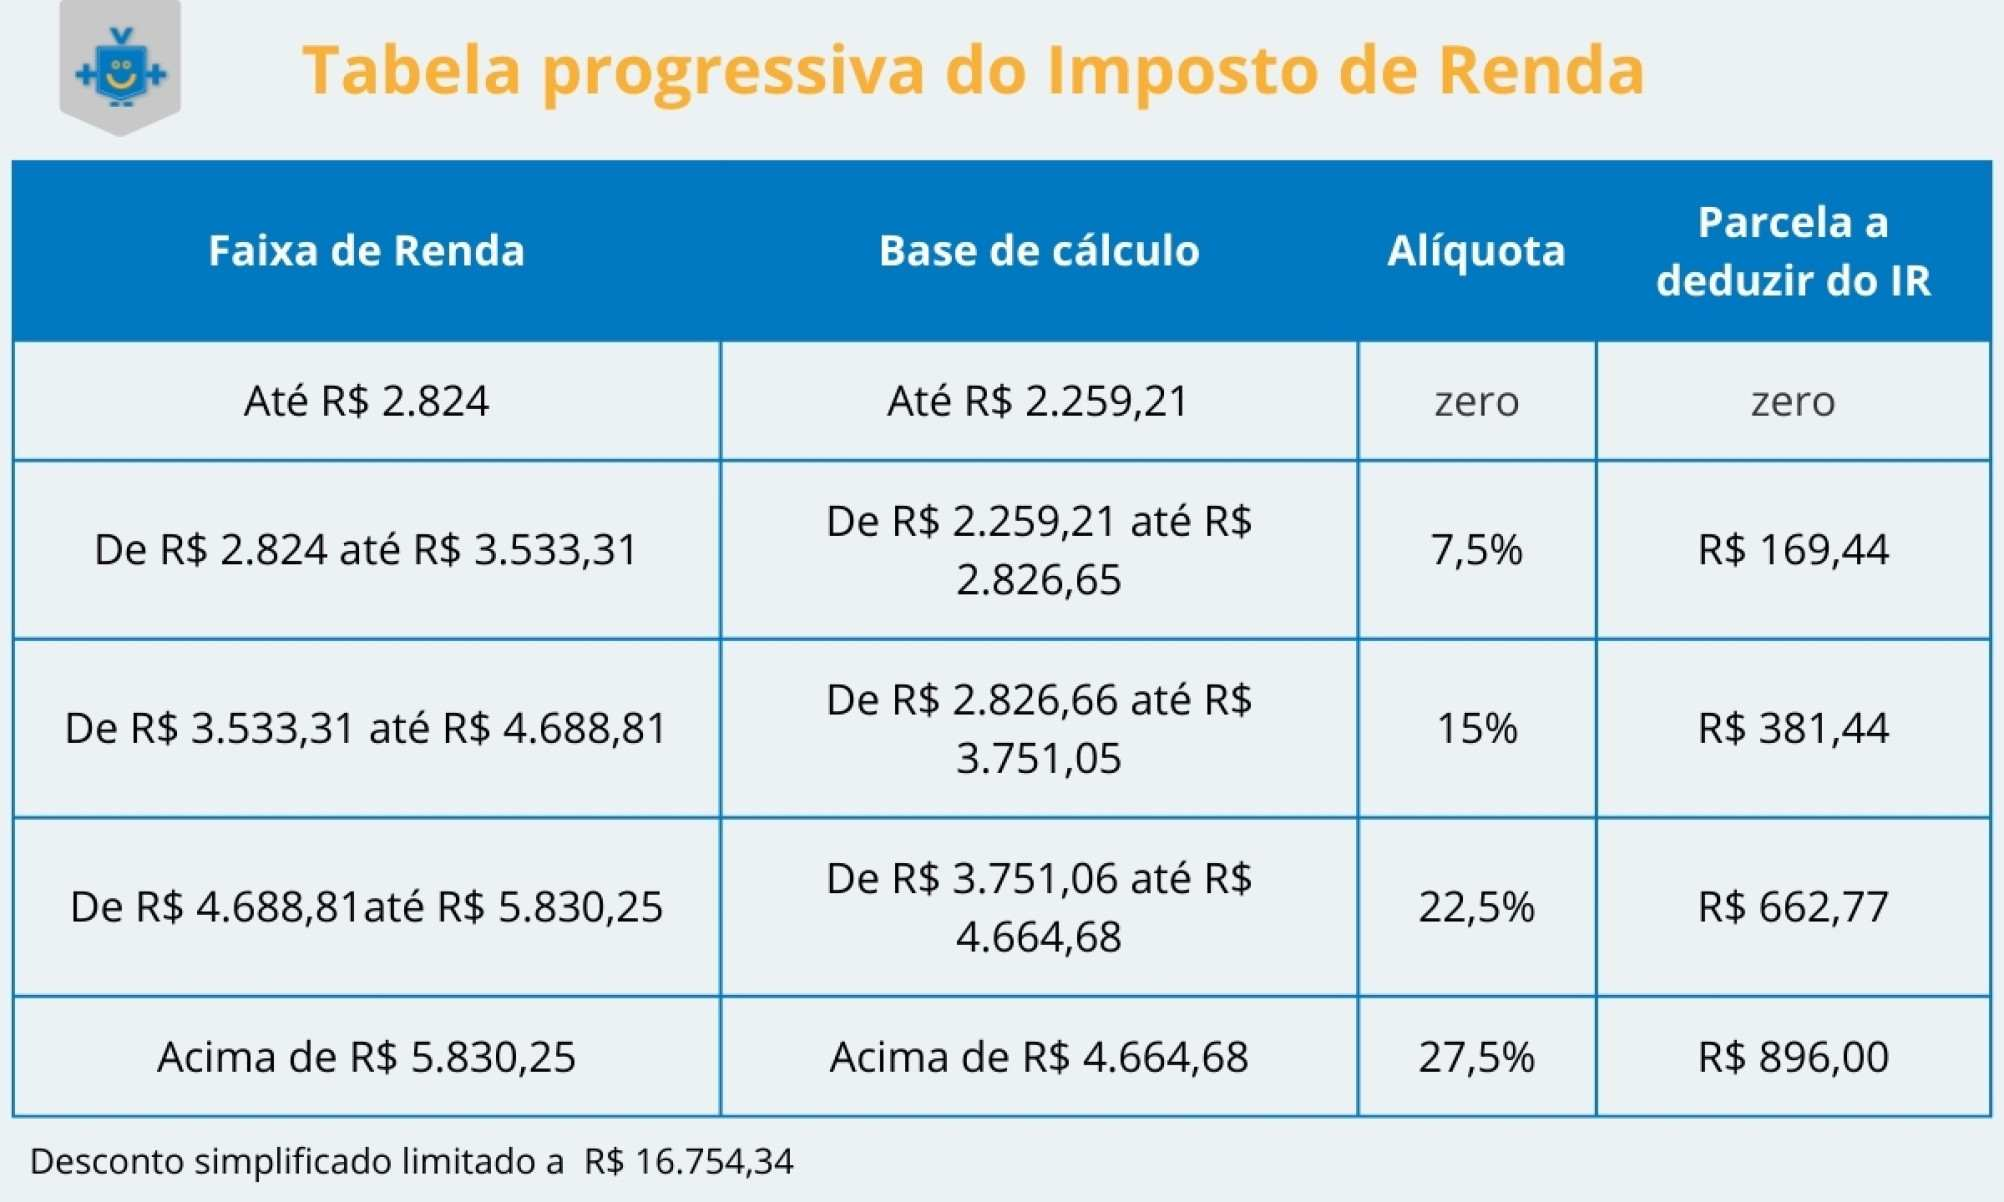 Tabela progressiva do Imposto de Renda
Faixa de Renda
Base de cálculo
Alíquota
Parcela a
deduzir do IR
Até R$ 2.824
Até R$ 2.259,21
zero
zero
De R$ 2.824 até R$ 3.533,31
De R$ 2.259,21 até R$
2.826,65
7,5%
R$ 169,44
De R$ 3.533,31 até R$ 4.688,81
De R$ 2.826,66 até R$
3.751,05
15%
R$ 381,44
De R$ 4.688,81até R$ 5.830,25
De R$ 3.751,06 até R$
4.664,68
22,5%
R$ 662,77
Acima de R$ 5.830,25
Acima de R$ 4.664,68
27,5%
R$ 896,00
Desconto simplificado limitado a R$ 16.754,34